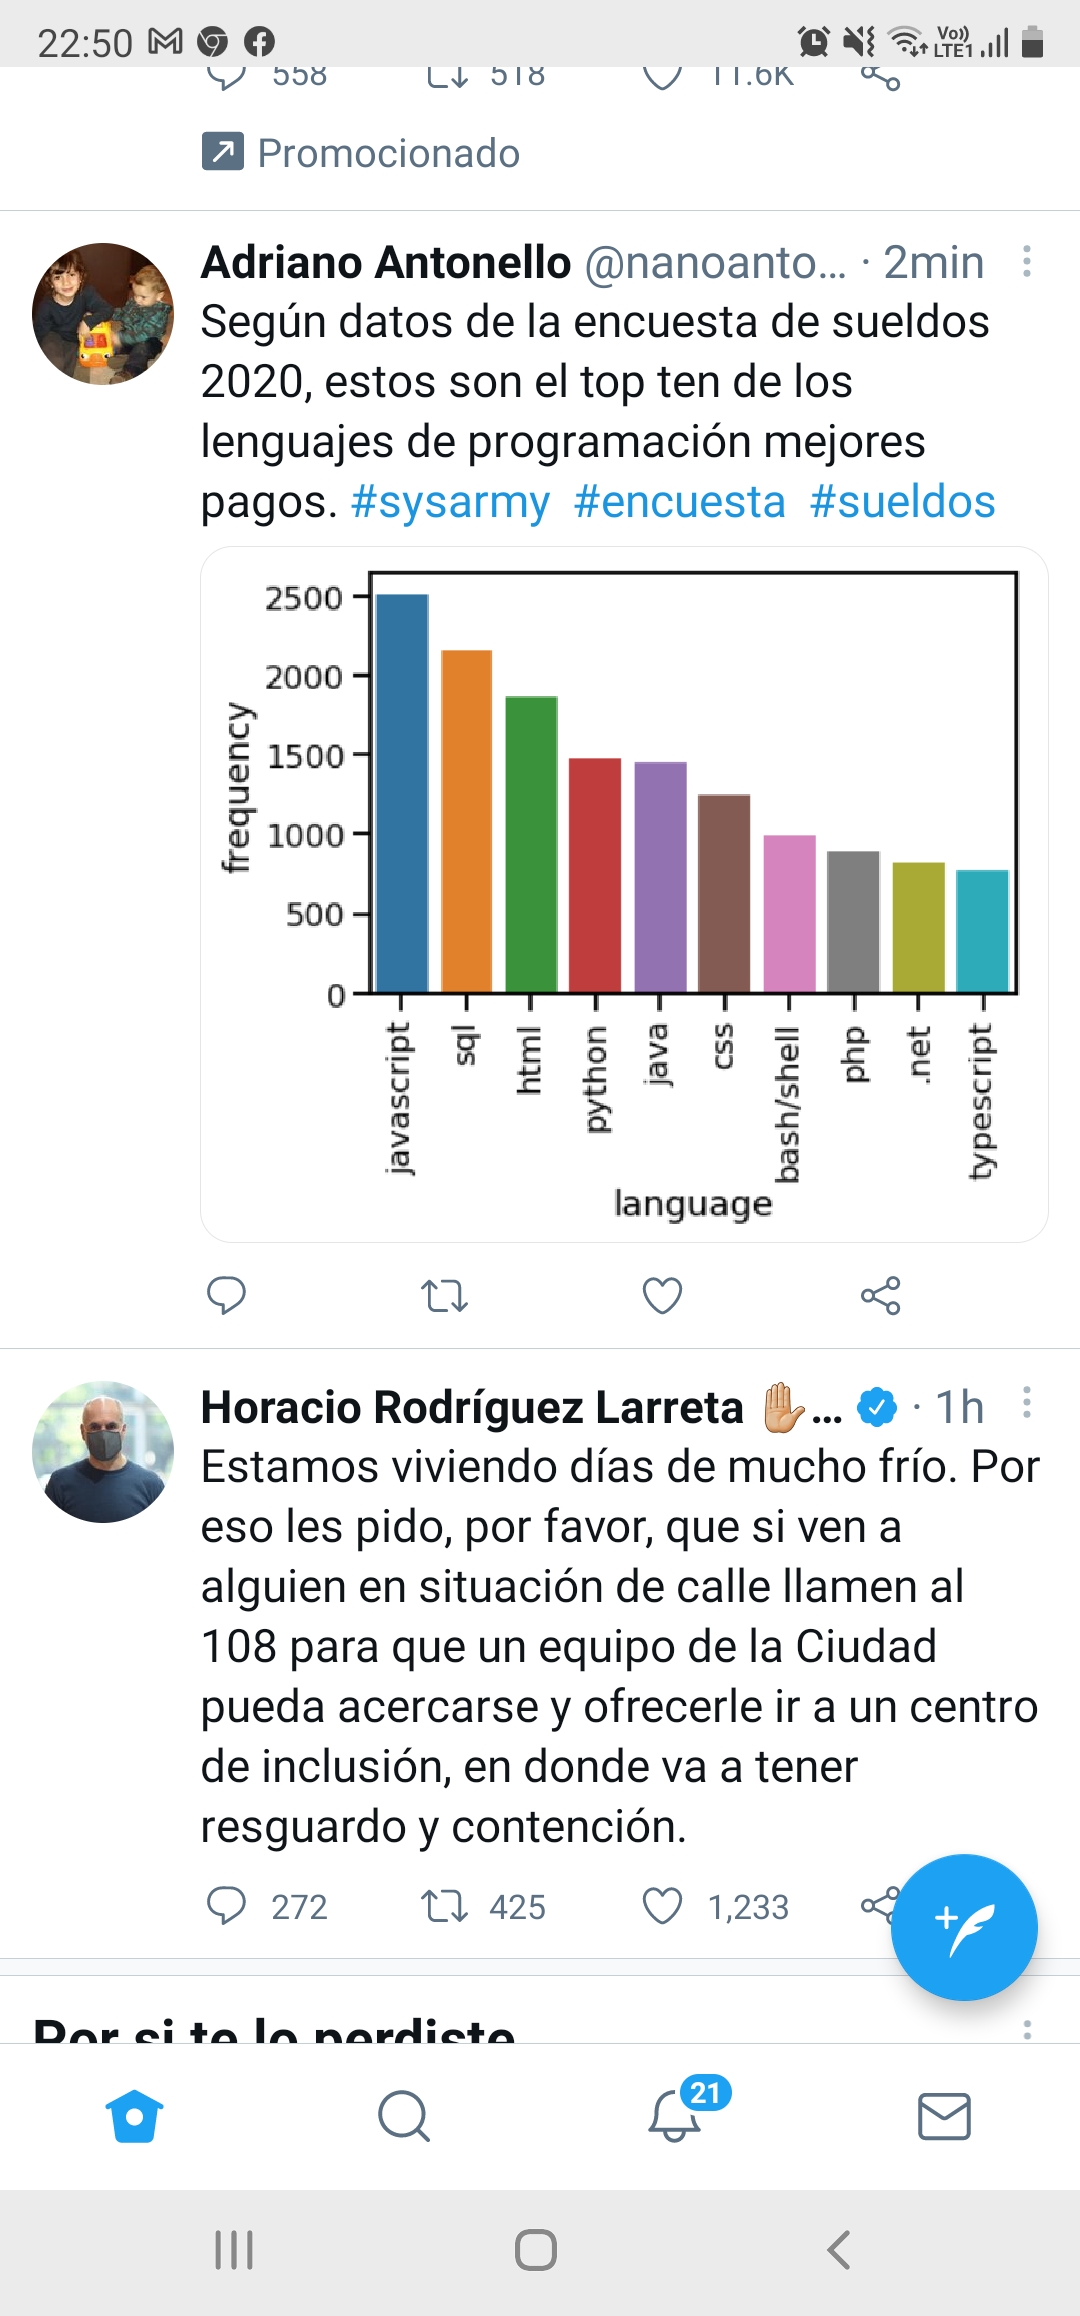 22:50
Vo)) LTE1
558 518 11.6K
Promocionado
Adriano Antonello @nanoanto... · 2min
Según datos de la encuesta de sueldos
2020, estos son el top ten de los
lenguajes de programación mejores
pagos. #sysarmy #encuesta #sueldos
2500
2000
1500
1000
500
0
frequency
javascript
sql
html
python
java
css
bash/shell
php
.net
typescript
language
Horacio Rodríguez Larreta ✋🏼... · 1h
Estamos viviendo días de mucho frío. Por
eso les pido, por favor, que si ven a
alguien en situación de calle llamen al
108 para que un equipo de la Ciudad
pueda acercarse y ofrecerle ir a un centro
de inclusión, en donde va a tener
resguardo y contención.
272 425 1,233
Por si te lo perdiste
21